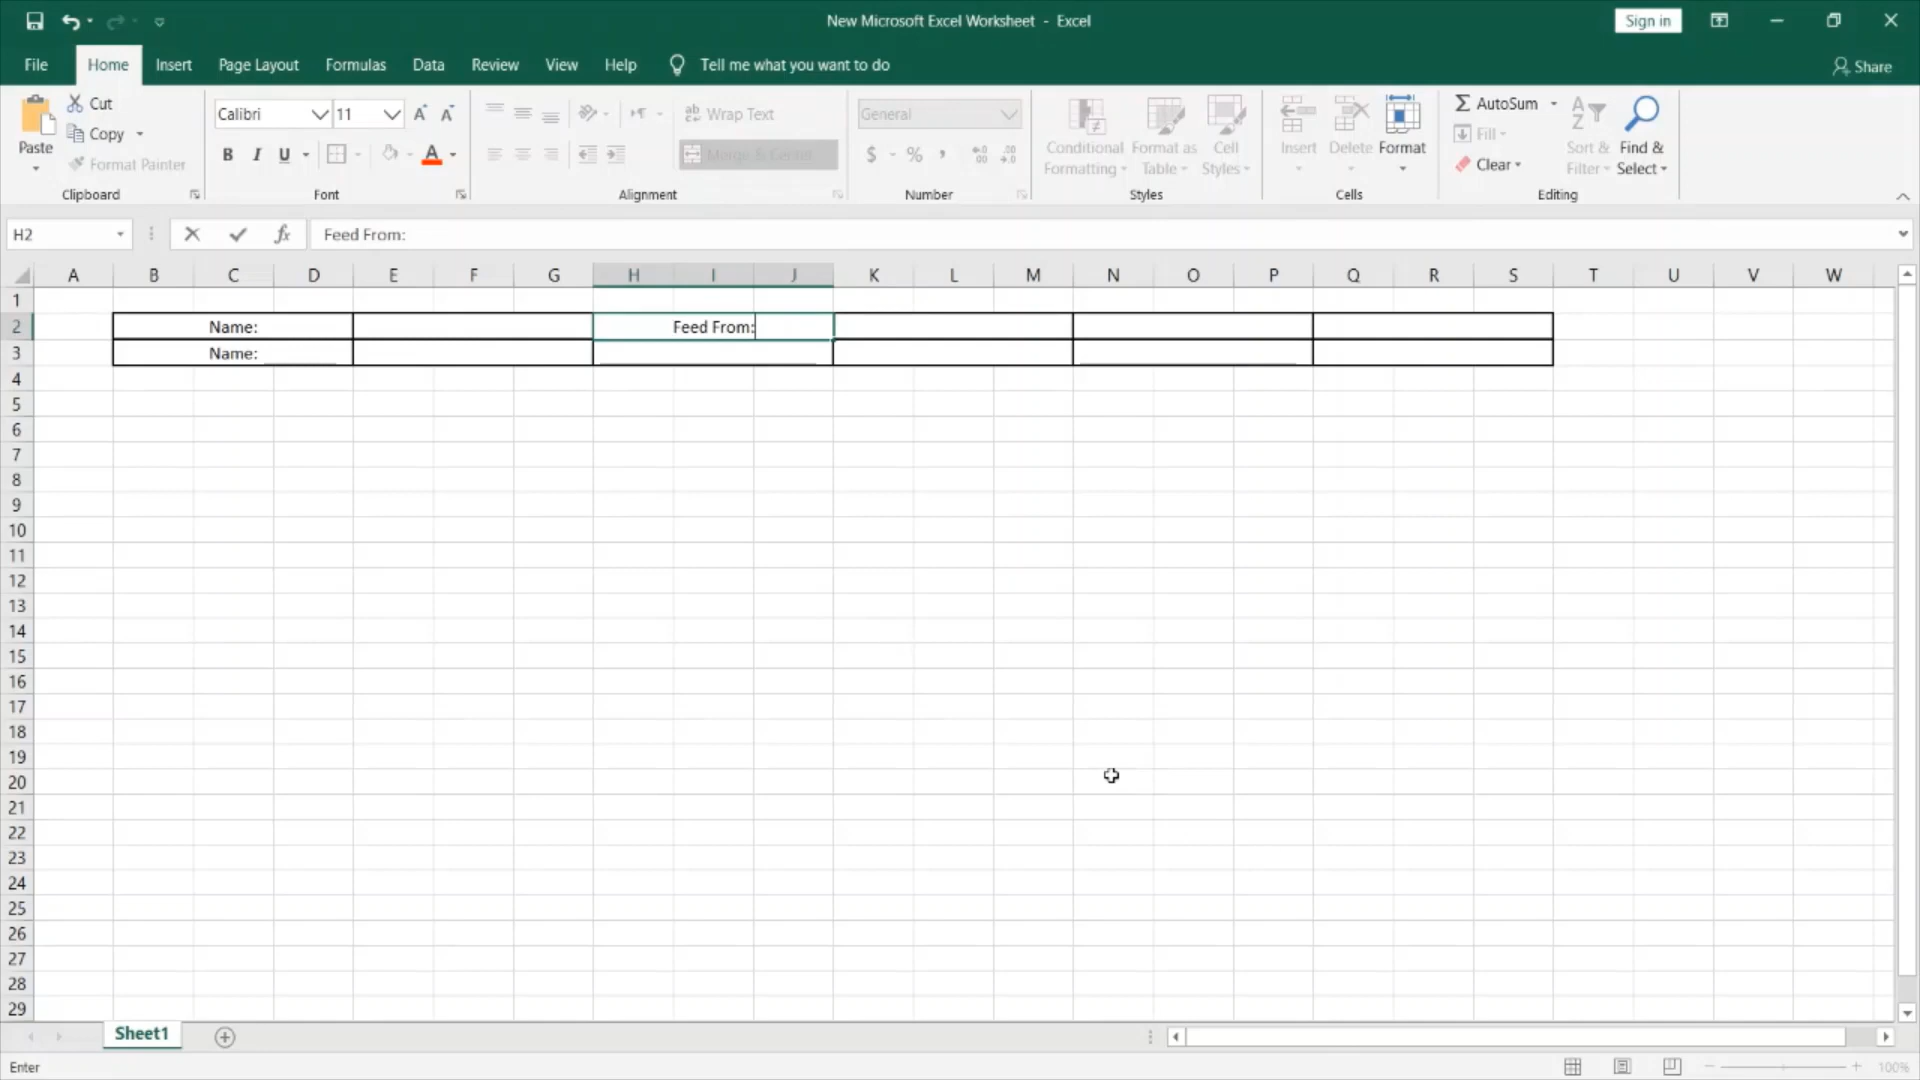 New Microsoft Excel Worksheet - Excel
Sign in
File Home Insert Page Layout Formulas Data Review View Help Tell me what you want to do
Share
Paste
Cut
Copy
Format Painter
Clipboard
Calibri 11
B I U
Font
Wrap Text
Merge & Center
Alignment
General
$ % ,
Number
Conditional Formatting
Format as Table
Cell Styles
Styles
Insert Delete Format
Cells
AutoSum
Fill
Clear
Sort & Filter
Find & Select
Editing
H2
fx
Feed From:
A B C D E F G H I J K L M N O P Q R S T U V W
1
2 Name: Feed From:
3 Name:
4
5
6
7
8
9
10
11
12
13
14
15
16
17
18
19
20
21
22
23
24
25
26
27
28
29
Sheet1
Enter
100%